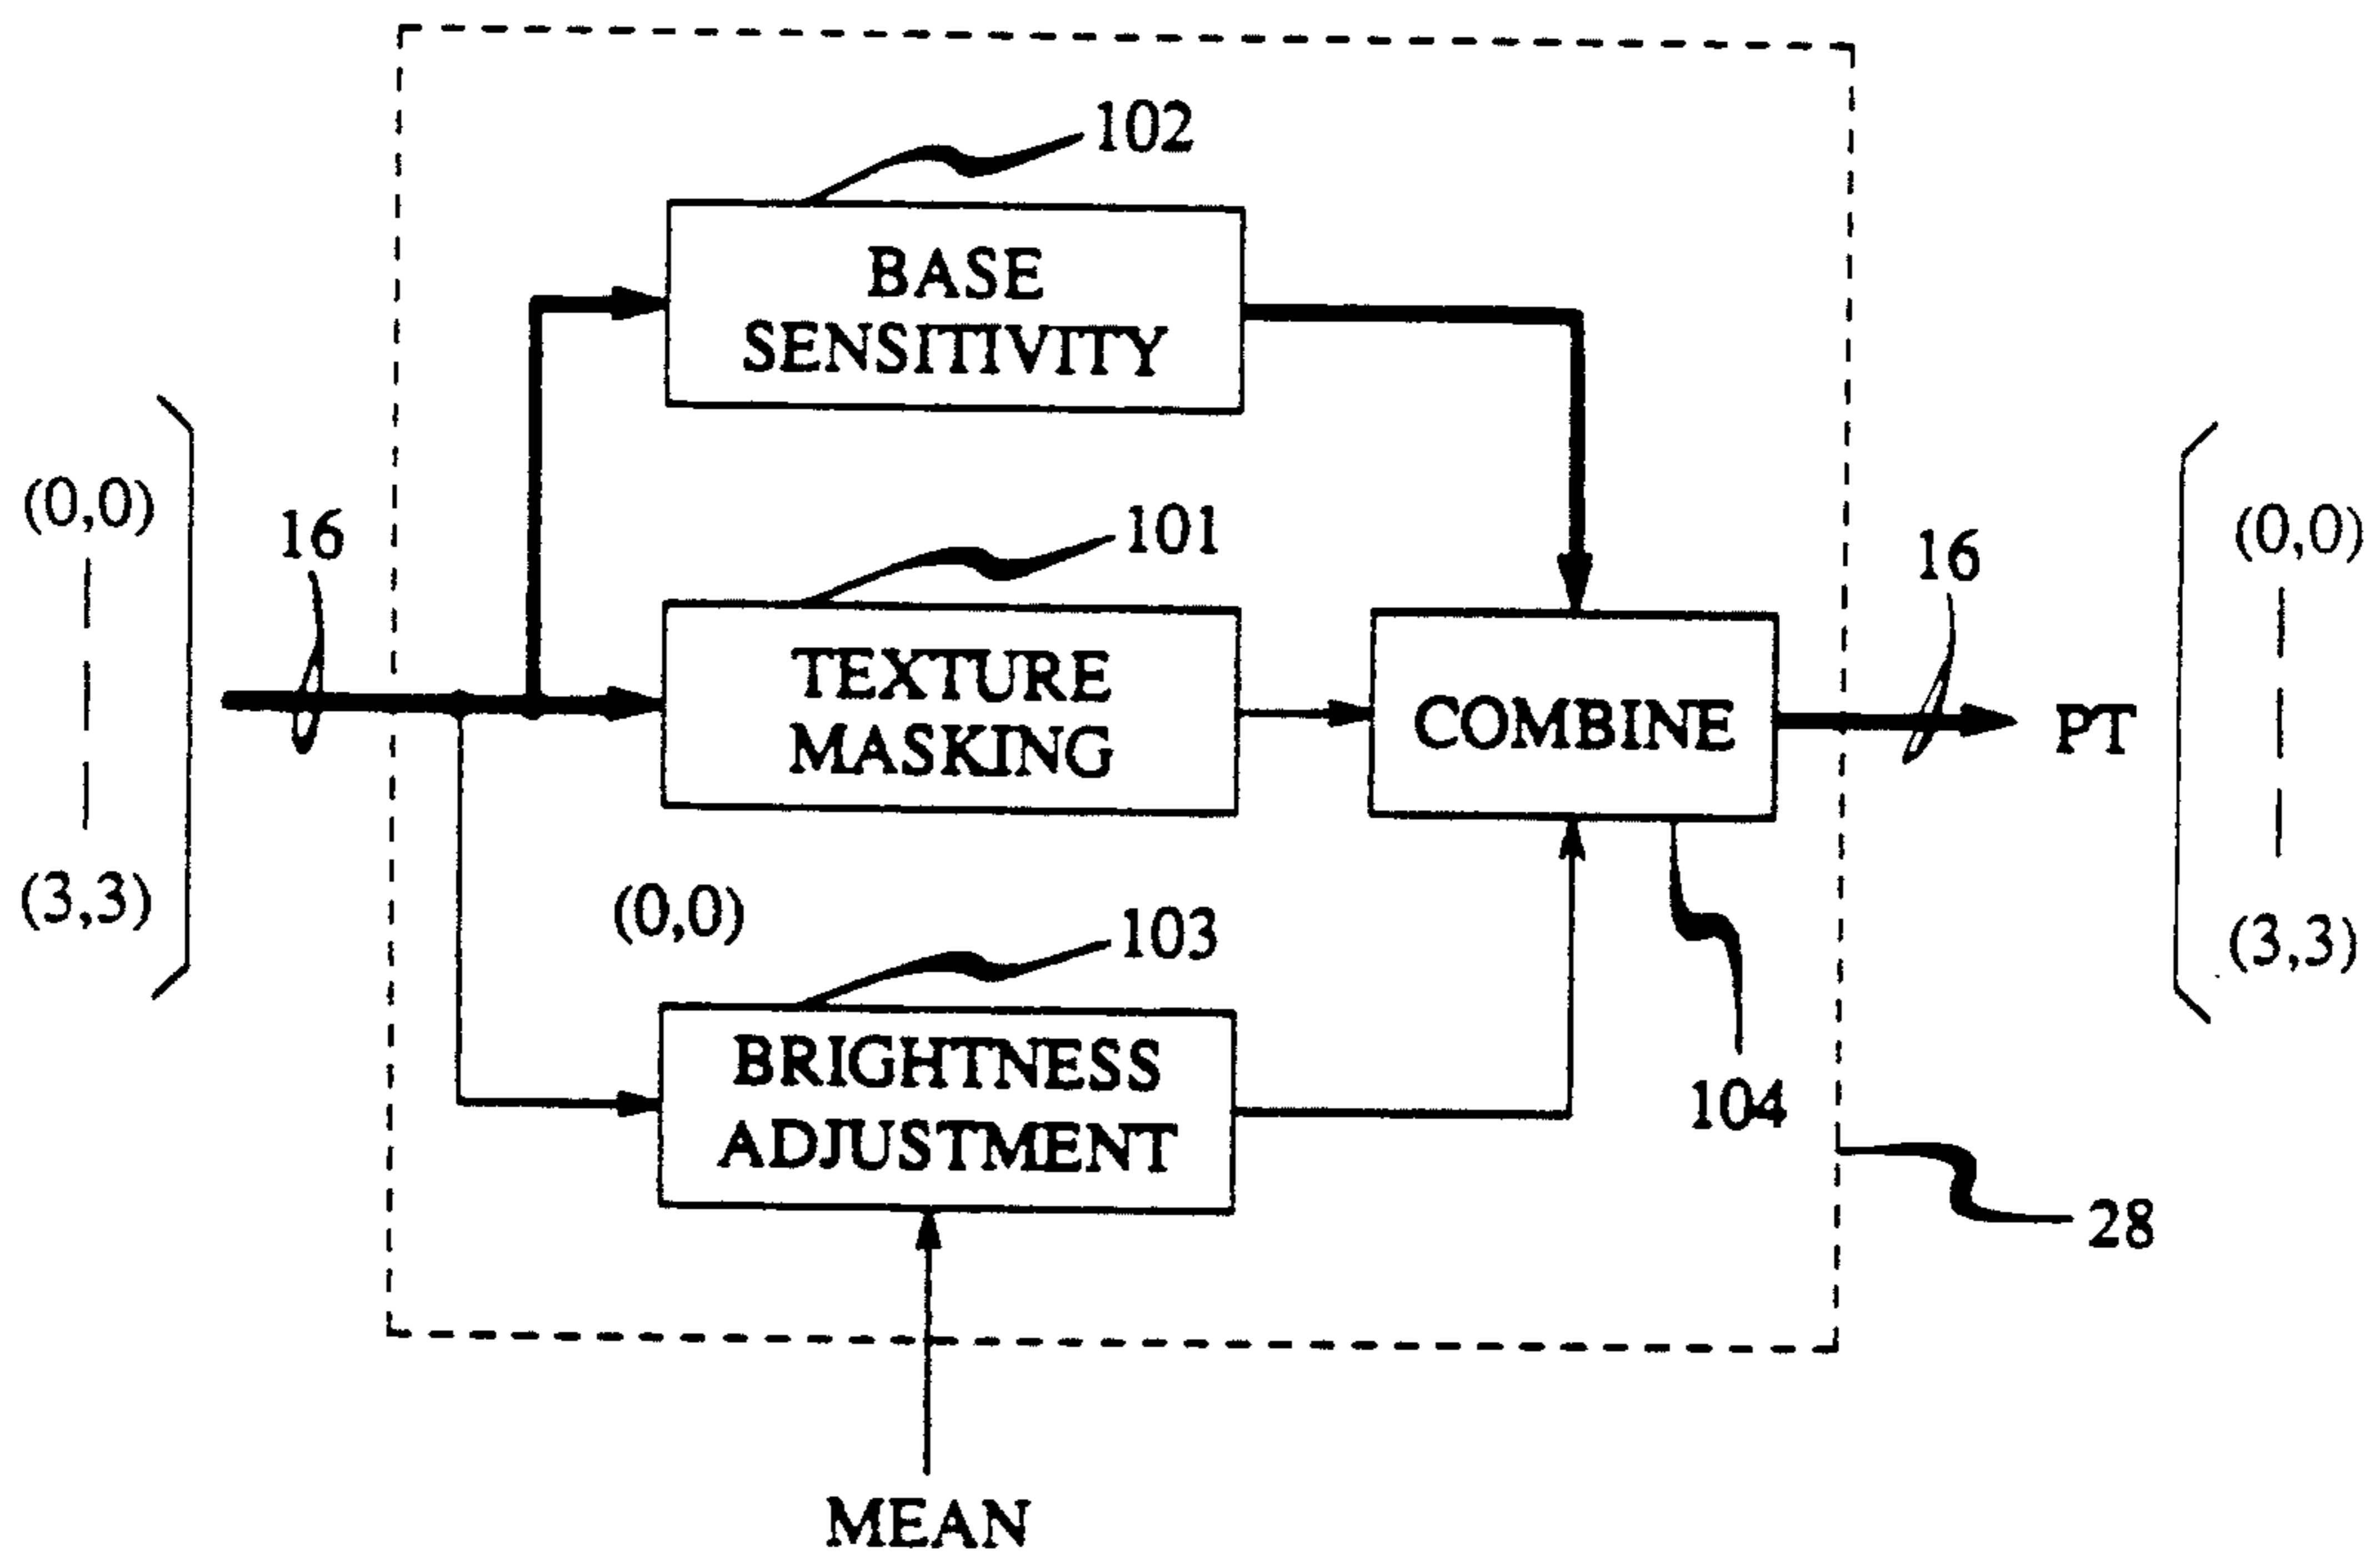 102
BASE
SENSITIVITY
(0,0)
16
101
16
(0,0)
TEXTURE
MASKING
COMBINE
PT
(3,3)
(0,0)
103
(3,3)
BRIGHTNESS
ADJUSTMENT
104
28
MEAN